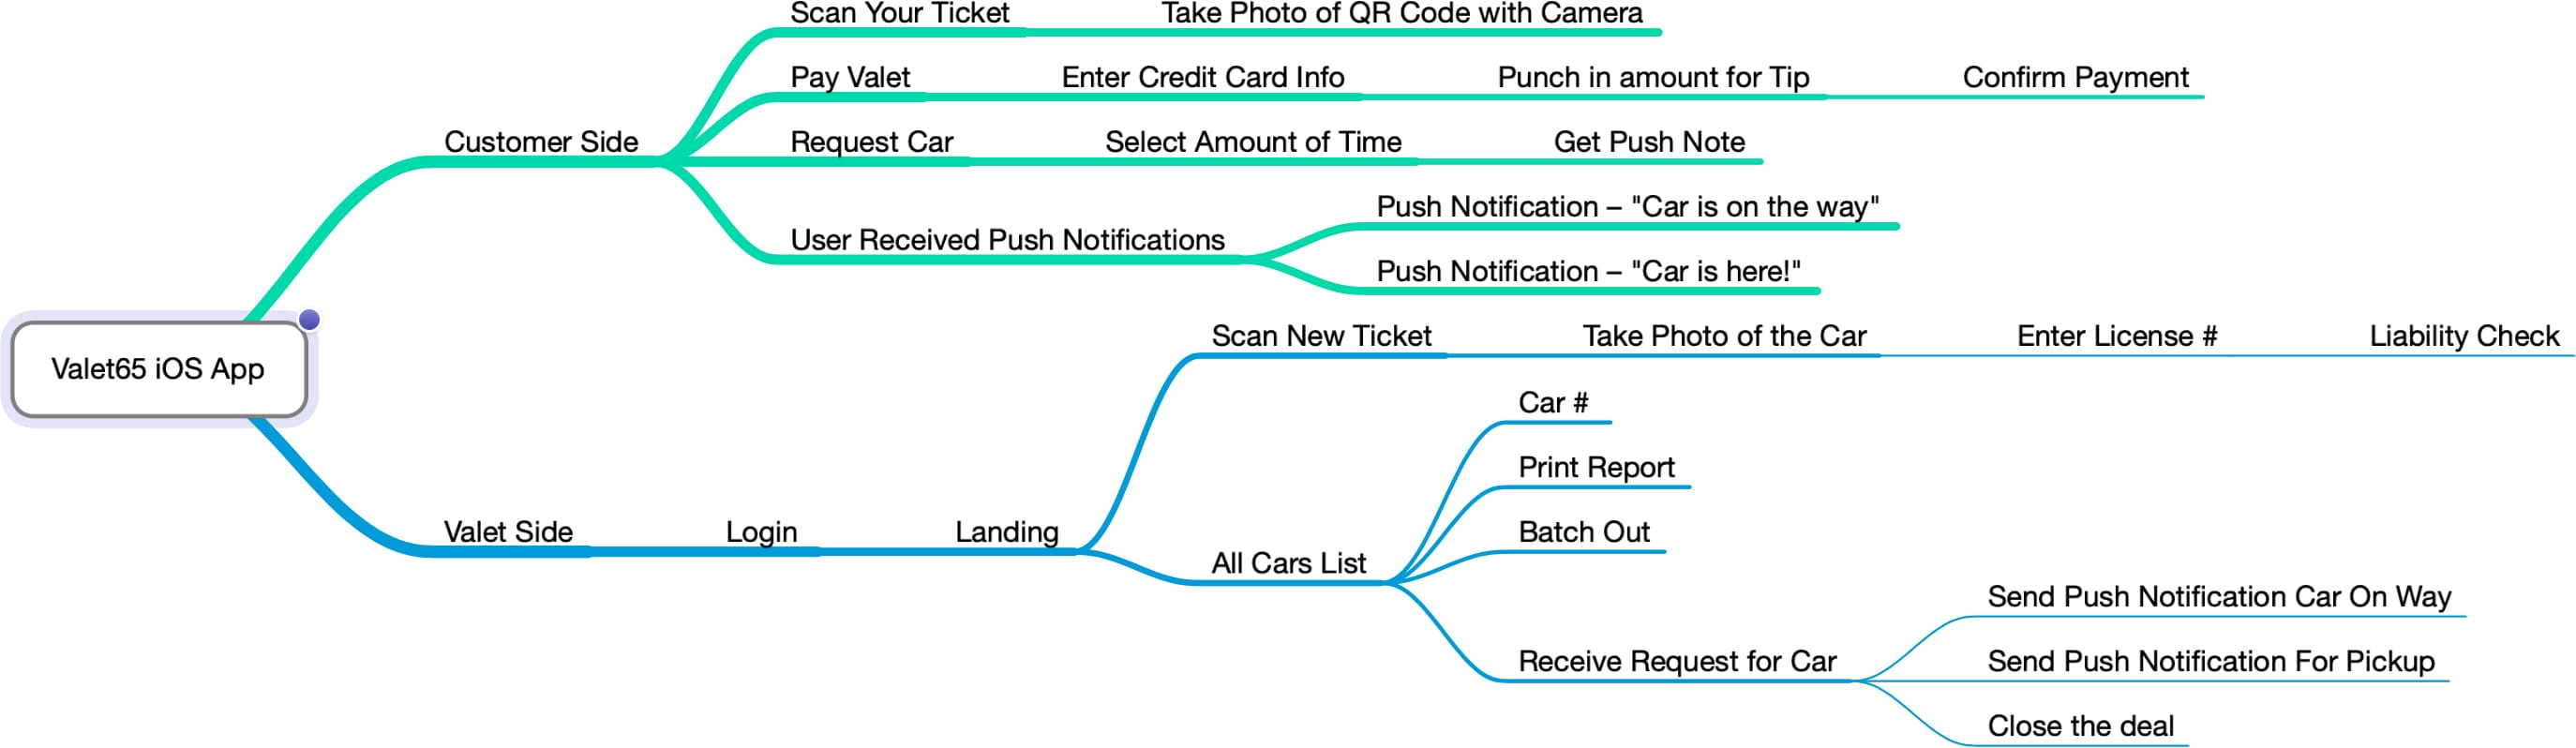 Scan Your Ticket Take Photo of QR Code with Camera
Pay Valet Enter Credit Card Info Punch in amount for Tip Confirm Payment
Customer Side Request Car Select Amount of Time Get Push Note
Push Notification – "Car is on the way"
User Received Push Notifications
Push Notification – "Car is here!"
Scan New Ticket Take Photo of the Car Enter License # Liability Check
Valet65 iOS App
Car #
Print Report
Valet Side Login Landing Batch Out
All Cars List
Send Push Notification Car On Way
Receive Request for Car Send Push Notification For Pickup
Close the deal